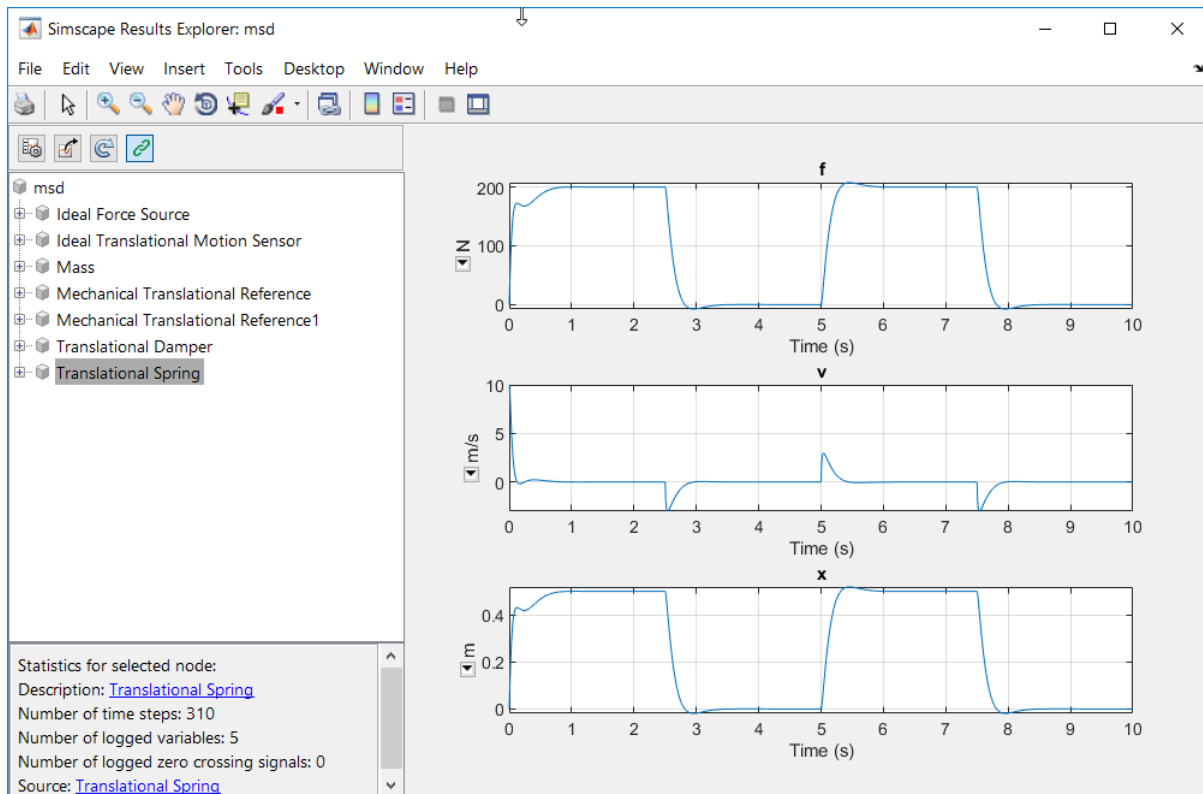 Simscape Results Explorer: msd
File Edit View Insert Tools Desktop Window Help
msd
Ideal Force Source
Ideal Translational Motion Sensor
Mass
Mechanical Translational Reference
Mechanical Translational Reference1
Translational Damper
Translational Spring
Statistics for selected node:
Description: Translational Spring
Number of time steps: 310
Number of logged variables: 5
Number of logged zero crossing signals: 0
Source: Translational Spring
f
200
100
0
N
0 1 2 3 4 5 6 7 8 9 10
Time (s)
v
10
5
0
m/s
0 1 2 3 4 5 6 7 8 9 10
Time (s)
x
0.4
0.2
0
m
0 1 2 3 4 5 6 7 8 9 10
Time (s)